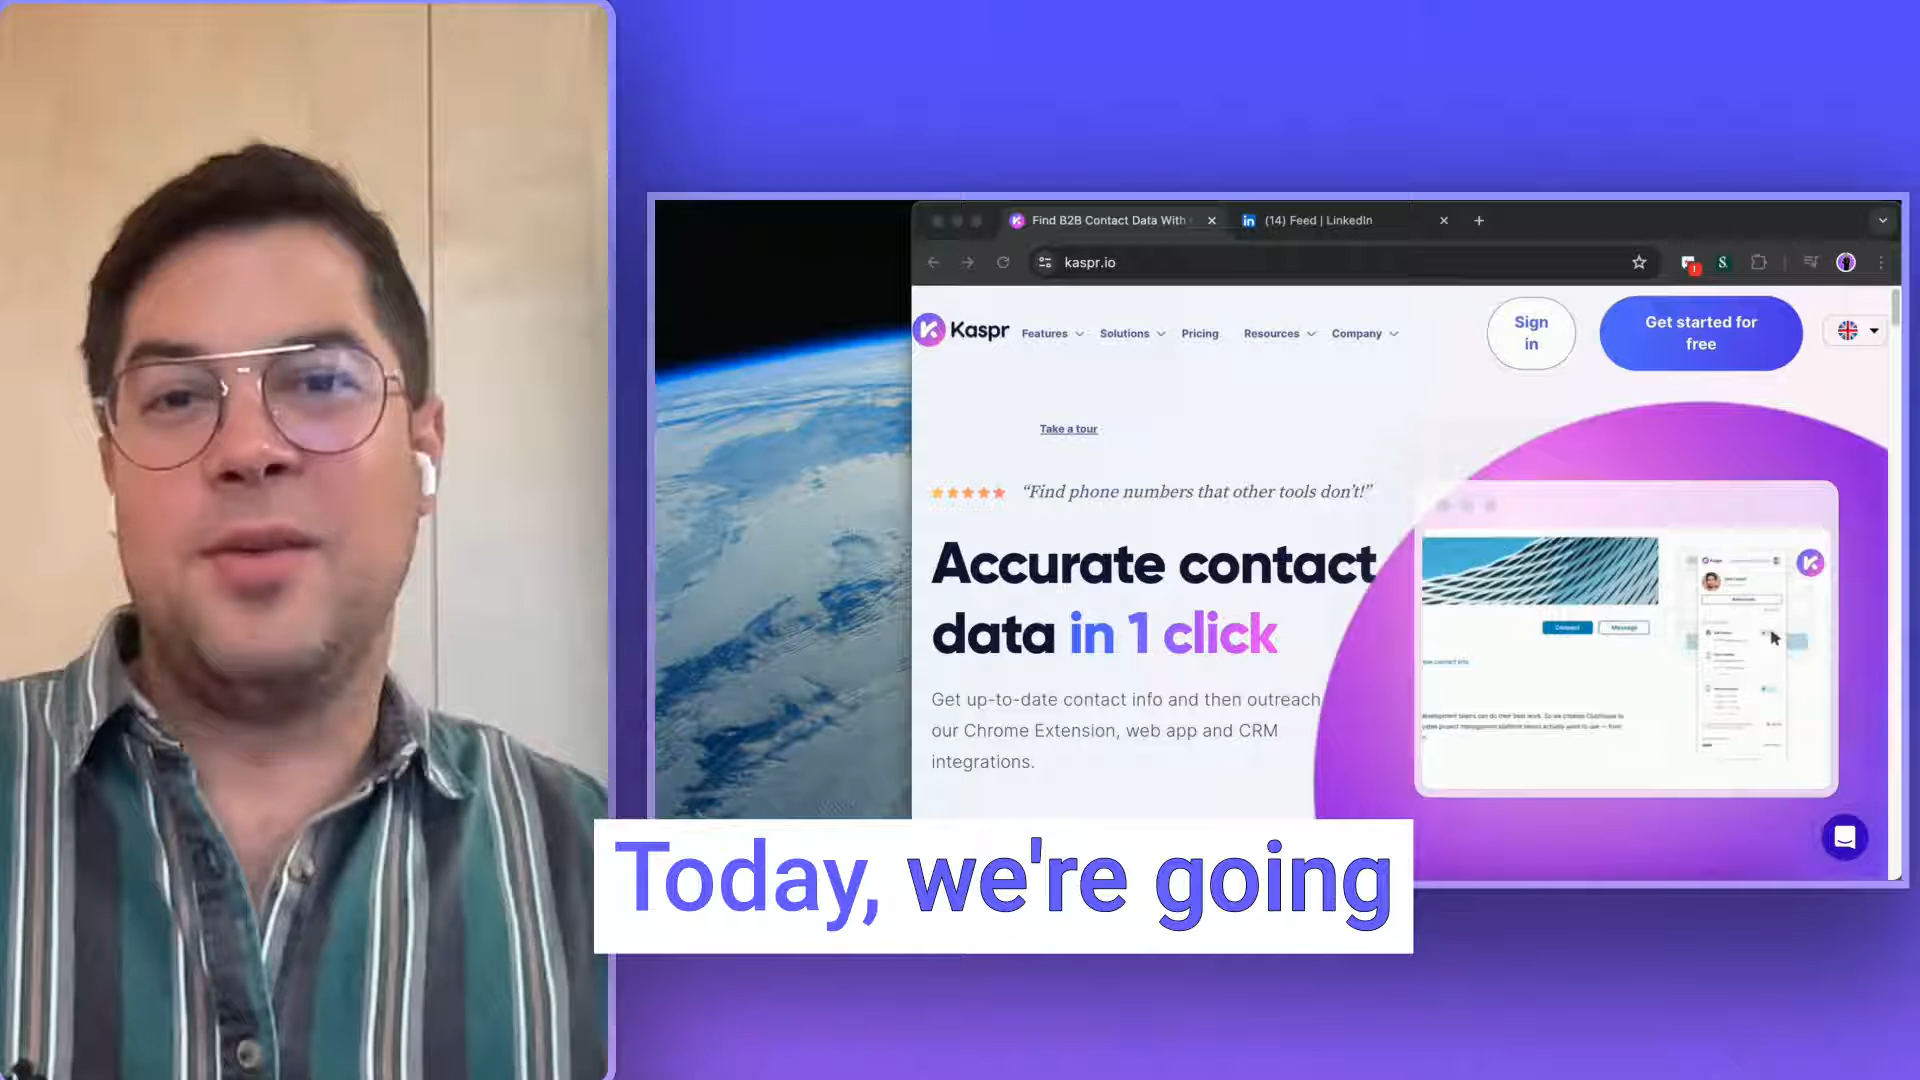 Find B2B Contact Data With
(14) Feed | LinkedIn
kaspr.io
Kaspr
Features
Solutions
Pricing
Resources
Company
Sign
in
Get started for
free
Take a tour
“Find phone numbers that other tools don't!”
Accurate contact
data in 1 click
Get up-to-date contact info and then outreach
our Chrome Extension, web app and CRM
integrations.
Connect
Message
Today, we're going